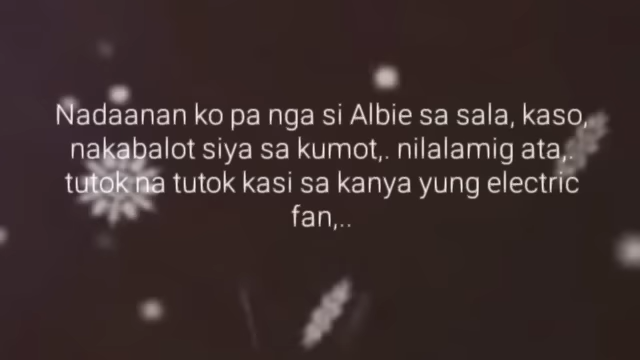 Nadaanan ko pa nga si Albie sa sala, kaso,
nakabalot siya sa kumot,. nilalamig ata,.
tutok na tutok kasi sa kanya yung electric
fan,..